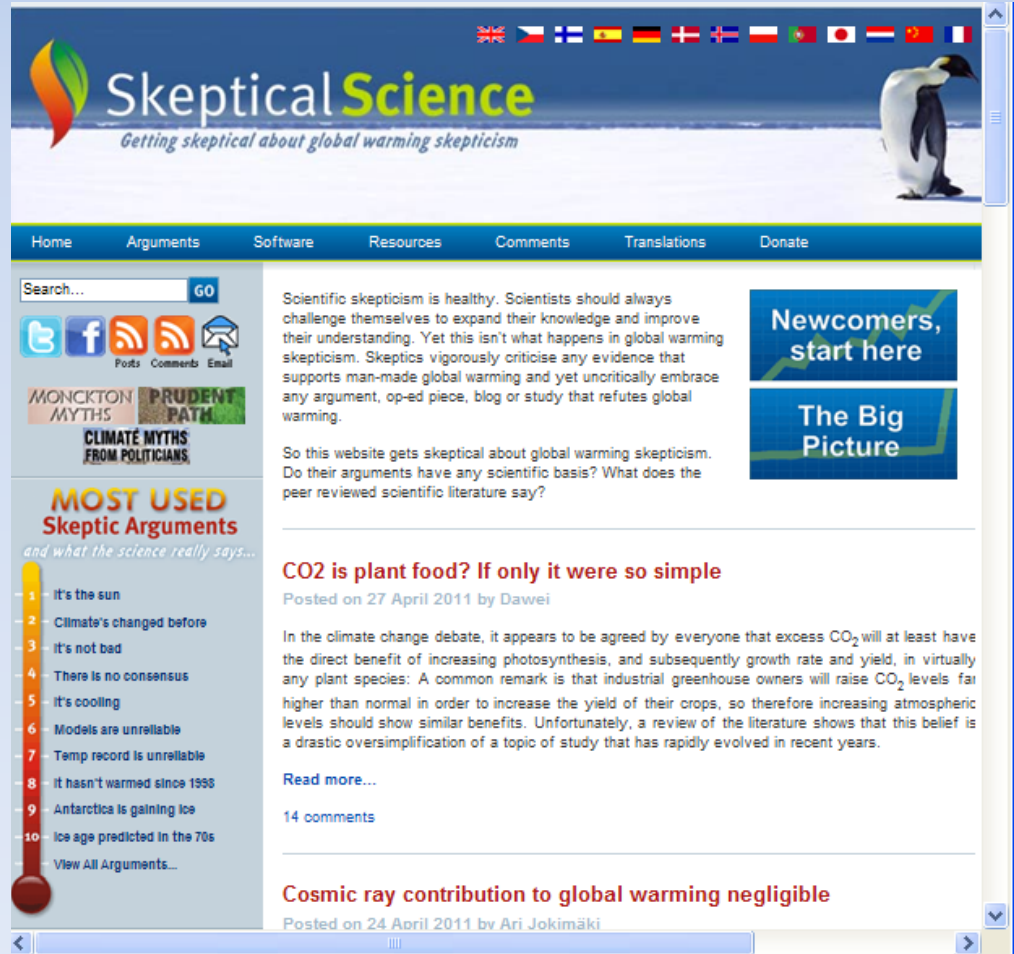 Skeptical Science
Getting skeptical about global warming skepticism
Home Arguments Software Resources Comments Translations Donate
Search... GO
Posts Comments Email
MONCKTON MYTHS
PRUDENT PATH
CLIMATE MYTHS
FROM POLITICIANS
MOST USED
Skeptic Arguments
and what the science really says...
1 It's the sun
2 Climate's changed before
3 It's not bad
4 There is no consensus
5 It's cooling
6 Models are unreliable
7 Temp record is unreliable
8 It hasn't warmed since 1998
9 Antarctica is gaining ice
10 Ice age predicted in the 70s
View All Arguments...
Scientific skepticism is healthy. Scientists should always
challenge themselves to expand their knowledge and improve
their understanding. Yet this isn't what happens in global warming
skepticism. Skeptics vigorously criticise any evidence that
supports man-made global warming and yet uncritically embrace
any argument, op-ed piece, blog or study that refutes global
warming.
So this website gets skeptical about global warming skepticism.
Do their arguments have any scientific basis? What does the
peer reviewed scientific literature say?
Newcomers,
start here
The Big
Picture
CO2 is plant food? If only it were so simple
Posted on 27 April 2011 by Dawei
In the climate change debate, it appears to be agreed by everyone that excess CO2 will at least have
the direct benefit of increasing photosynthesis, and subsequently growth rate and yield, in virtually
any plant species: A common remark is that industrial greenhouse owners will raise CO2 levels far
higher than normal in order to increase the yield of their crops, so therefore increasing atmospheric
levels should show similar benefits. Unfortunately, a review of the literature shows that this belief is
a drastic oversimplification of a topic of study that has rapidly evolved in recent years.
Read more...
14 comments
Cosmic ray contribution to global warming negligible
Posted on 24 April 2011 by Ari Jokimäki